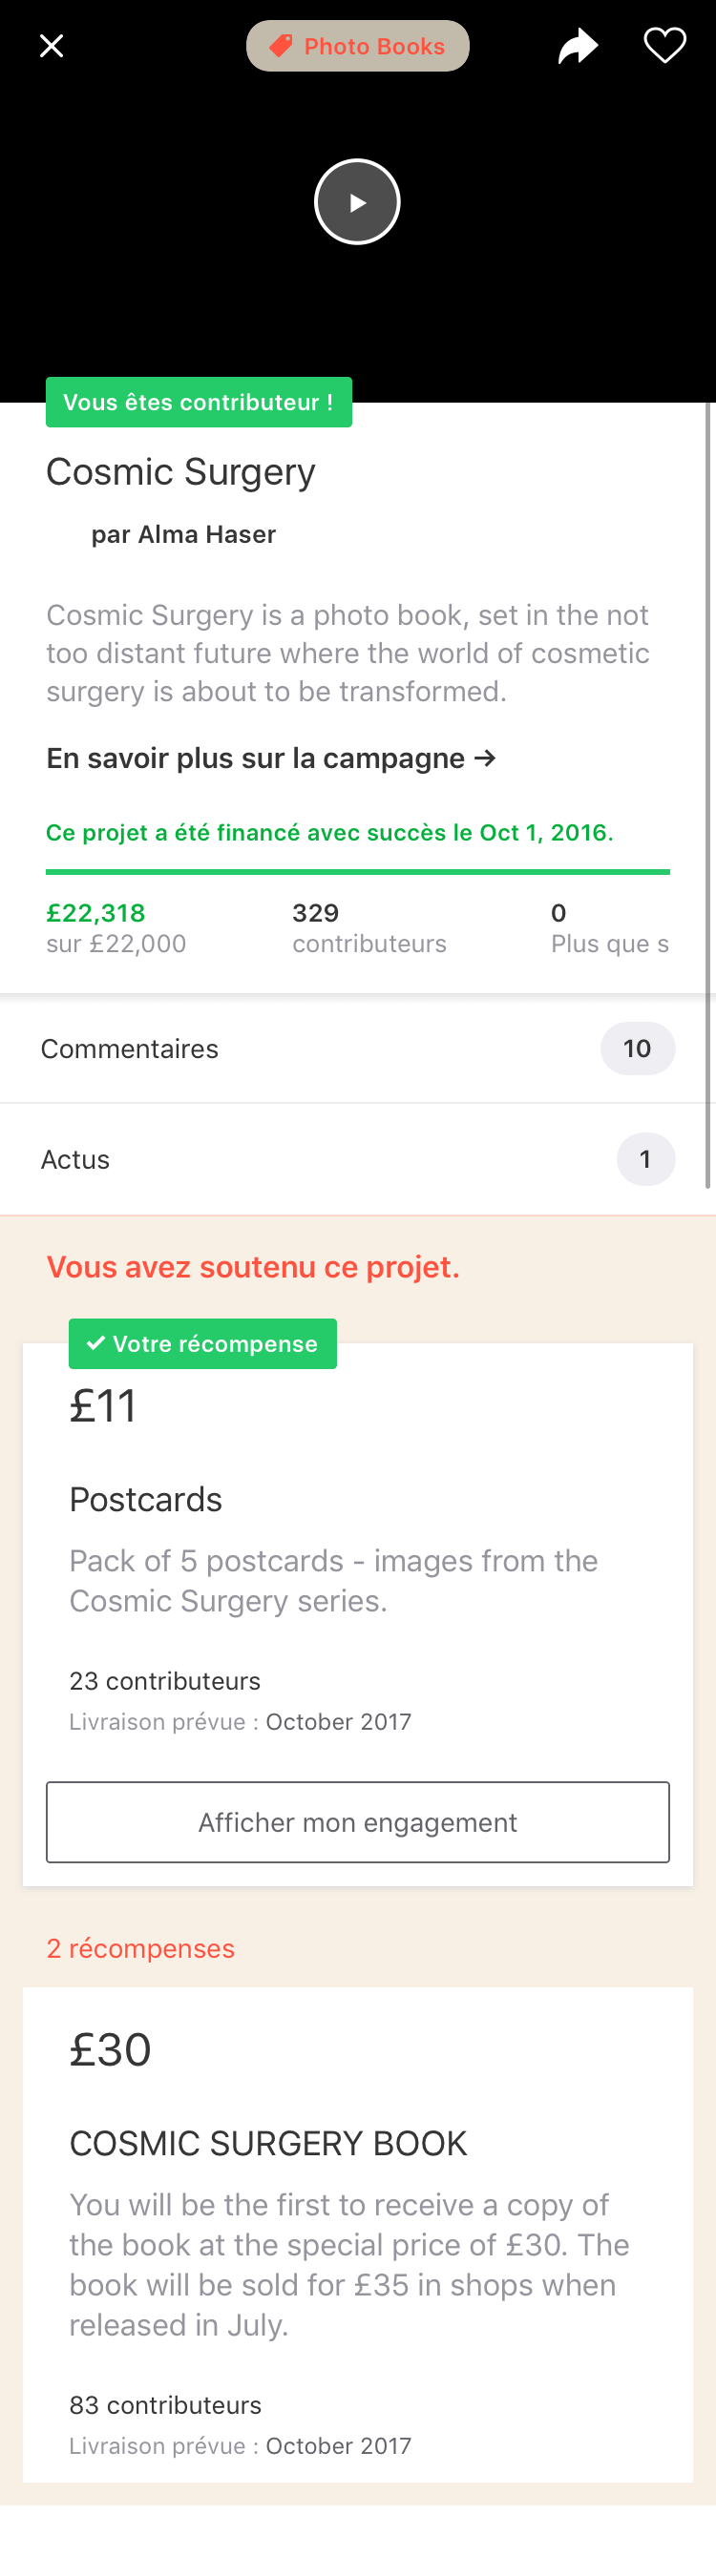 Photo Books
Vous êtes contributeur !
Cosmic Surgery
par Alma Haser
Cosmic Surgery is a photo book, set in the not
too distant future where the world of cosmetic
surgery is about to be transformed.
En savoir plus sur la campagne →
Ce projet a été financé avec succès le Oct 1, 2016.
£22,318 329 0
sur £22,000 contributeurs Plus que s
Commentaires 10
Actus 1
Vous avez soutenu ce projet.
✓ Votre récompense
£11
Postcards
Pack of 5 postcards - images from the
Cosmic Surgery series.
23 contributeurs
Livraison prévue : October 2017
Afficher mon engagement
2 récompenses
£30
COSMIC SURGERY BOOK
You will be the first to receive a copy of
the book at the special price of £30. The
book will be sold for £35 in shops when
released in July.
83 contributeurs
Livraison prévue : October 2017